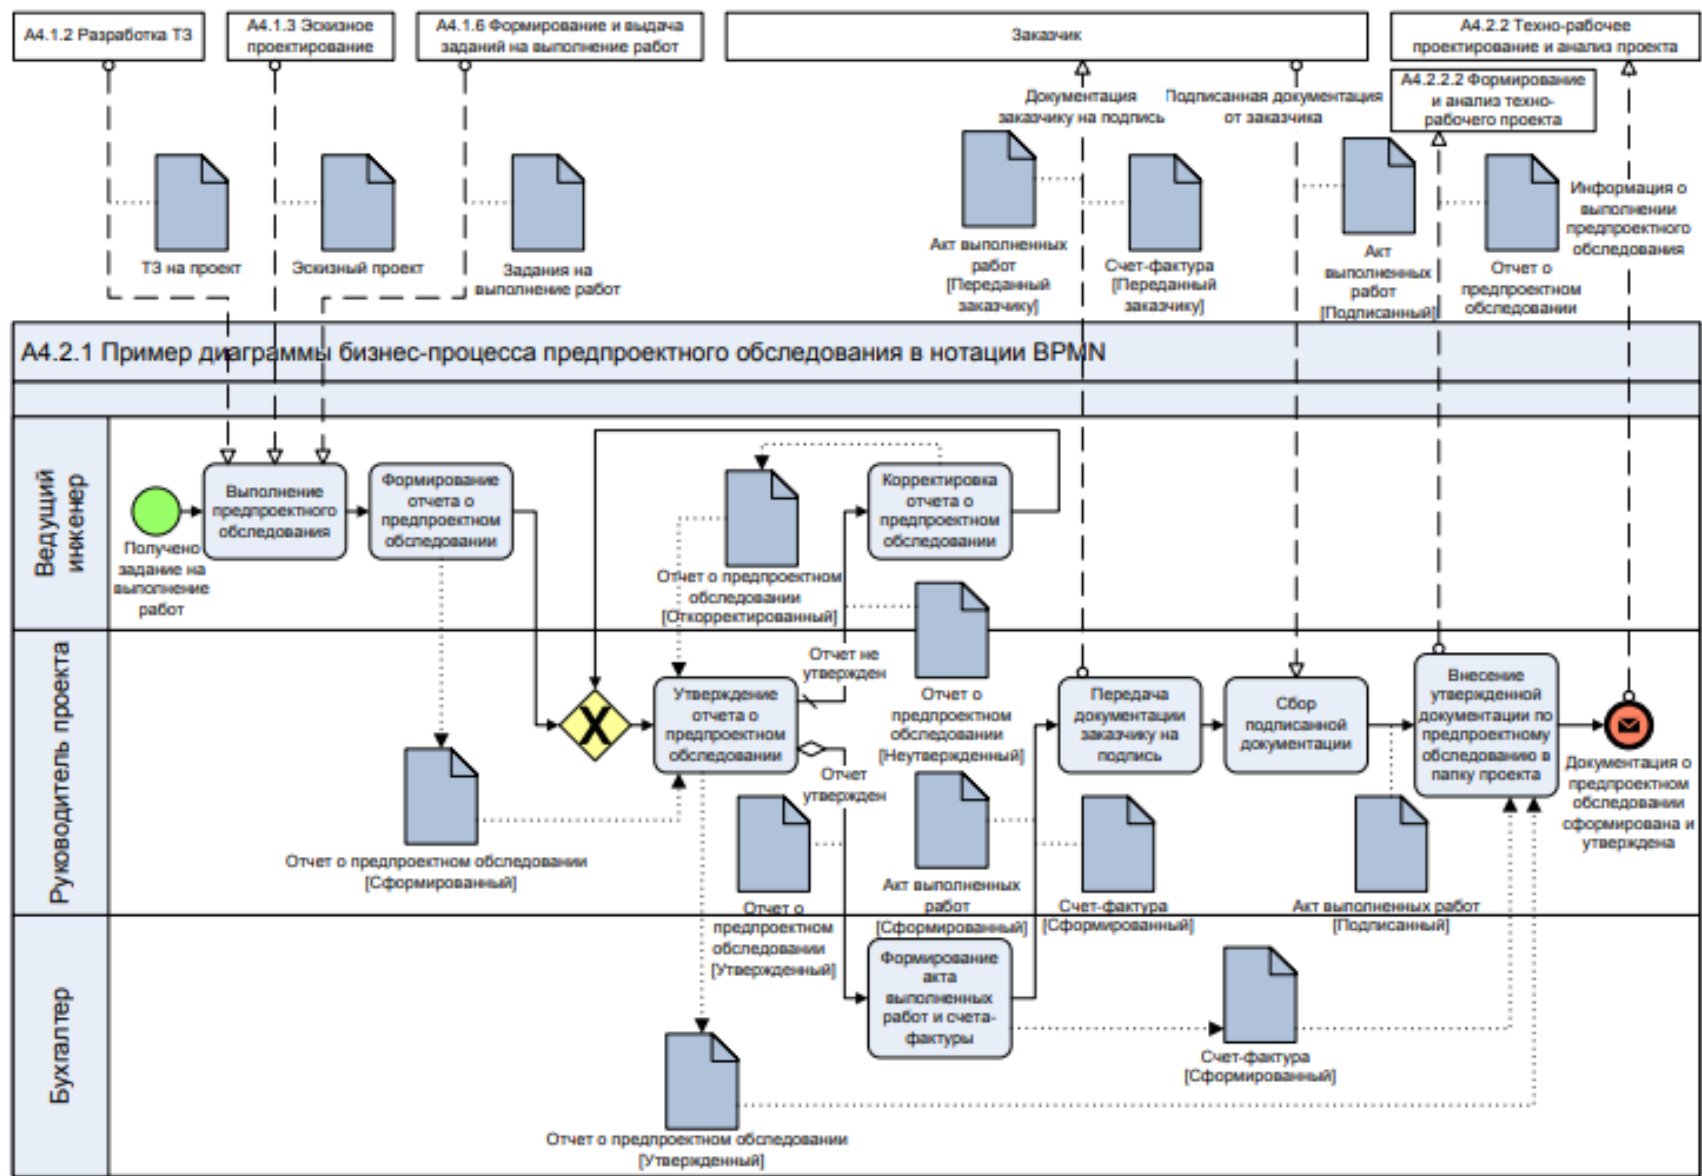 А4.1.2 Разработка ТЗ
А4.1.3 Эскизное
проектирование
А4.1.6 Формирование и выдача
заданий на выполнение работ
Заказчик
А4.2.2 Техно-рабочее
проектирование и анализ проекта
А4.2.2.2 Формирование
и анализ техно-
рабочего проекта
Документация
заказчику на подпись
Подписанная документация
от заказчика
Информация о
выполнении
предпроектного
обследования
ТЗ на проект
Эскизный проект
Задания на
выполнение работ
Акт выполненных
работ
[Переданный
заказчику]
Счет-фактура
[Переданный
заказчику]
Акт
выполненных
работ
[Подписанный]
Отчет о
предпроектном
обследовании
А4.2.1 Пример диаграммы бизнес-процесса предпроектного обследования в нотации BPMN
Ведущий
инженер
Получено
задание на
выполнение
работ
Выполнение
предпроектного
обследования
Формирование
отчета о
предпроектном
обследовании
Отчет о предпроектном
обследовании
[Откорректированный]
Корректировка
отчета о
предпроектном
обследовании
Руководитель проекта
Отчет о предпроектном обследовании
[Сформированный]
X
Утверждение
отчета о
предпроектном
обследовании
Отчет не
утвержден
Отчет
утвержден
Отчет о
предпроектном
обследовании
[Неутвержденный]
Отчет о
предпроектном
обследовании
[Утвержденный]
Акт выполненных
работ
[Сформированный]
Счет-фактура
[Сформированный]
Передача
документации
заказчику на
подпись
Сбор
подписанной
документации
Акт выполненных работ
[Подписанный]
Внесение
утвержденной
документации по
предпроектному
обследованию в
папку проекта
Документация о
предпроектном
обследовании
сформирована и
утверждена
Бухгалтер
Формирование
акта
выполненных
работ и счета-
фактуры
Счет-фактура
[Сформированный]
Отчет о предпроектном обследовании
[Утвержденный]